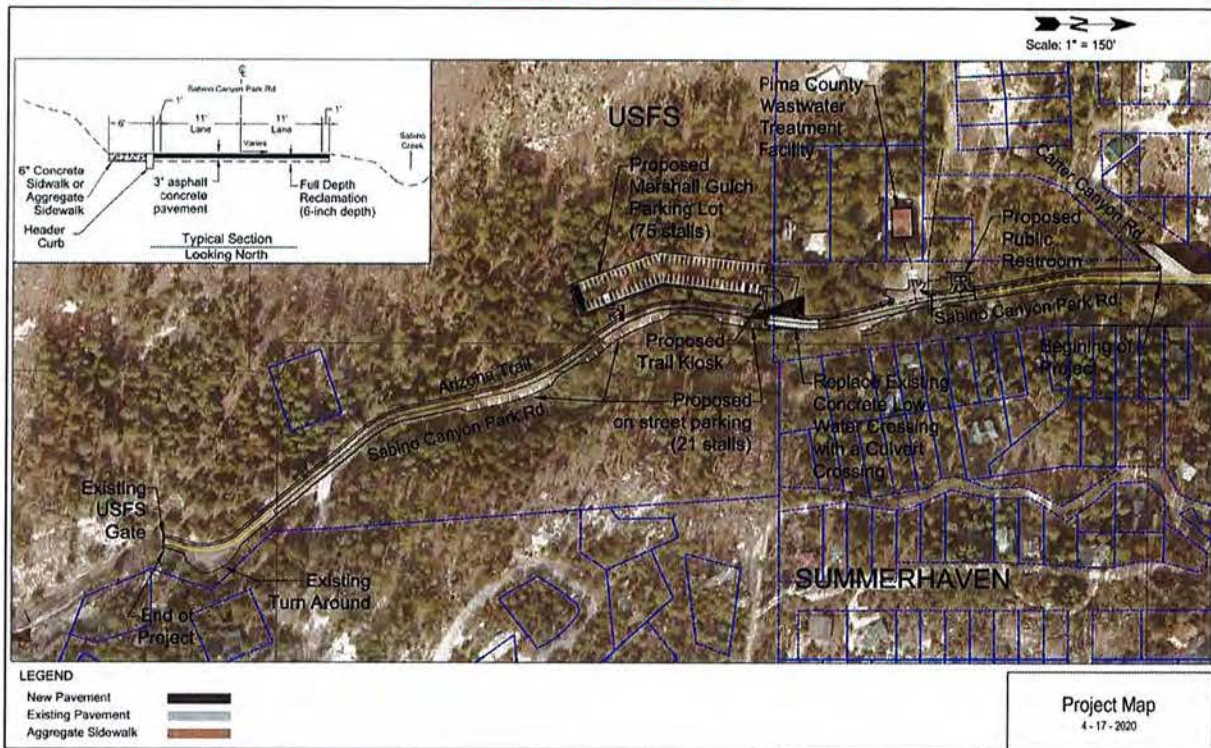 N
Scale: 1" = 150'
℄
Sabino Canyon Park Rd
6'
1'
11'
Lane
11'
Lane
1'
Varies
Sabino
Creek
6" Concrete
Sidwalk or
Aggregate
Sidewalk
Header
Curb
3" asphalt
concrete
pavement
Full Depth
Reclamation
(6-inch depth)
Typical Section
Looking North
USFS
Pima County
Wastwater
Treatment
Facility
Proposed
Marshall Gulch
Parking Lot
(75 stalls)
Carter Canyon Rd.
Proposed
Public
Restroom
Sabino Canyon Park Rd.
Begining of
Project
Proposed
Trail Kiosk
Replace Existing
Concrete Low
Water Crossing
with a Culvert
Crossing
Arizona Trail
Sabino Canyon Park Rd.
Proposed
on street parking
(21 stalls)
Existing
USFS
Gate
Existing
Turn Around
End of
Project
SUMMERHAVEN
LEGEND
New Pavement
Existing Pavement
Aggregate Sidewalk
Project Map
4 - 17 - 2020